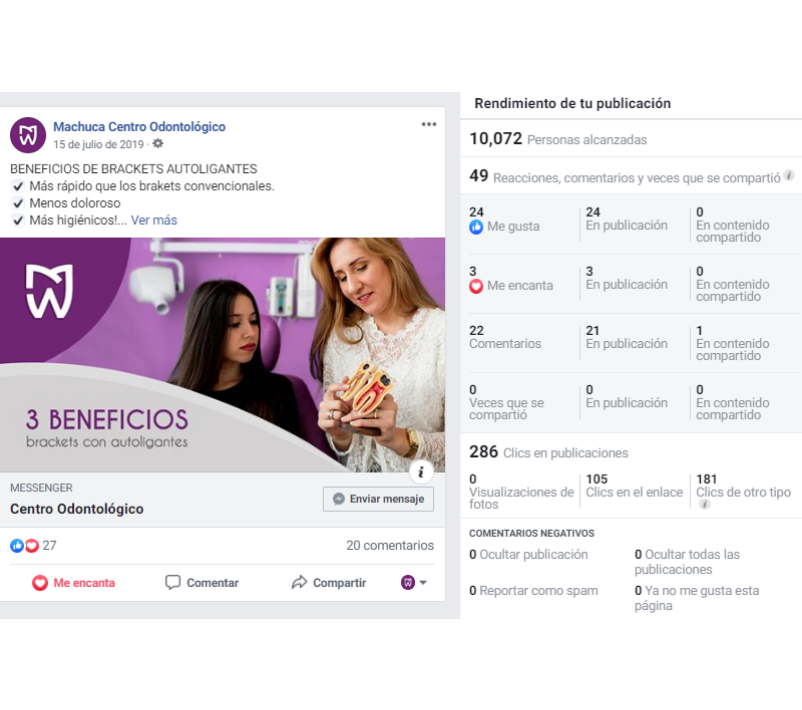 Machuca Centro Odontológico
15 de julio de 2019 ·
BENEFICIOS DE BRACKETS AUTOLIGANTES
Más rápido que los brakets convencionales.
Menos doloroso
Más higiénicos!... Ver más
3 BENEFICIOS
brackets con autoligantes
MESSENGER
Centro Odontológico
Enviar mensaje
27
20 comentarios
Me encanta
Comentar
Compartir
Rendimiento de tu publicación
10,072 Personas alcanzadas
49 Reacciones, comentarios y veces que se compartió
24
Me gusta
24
En publicación
0
En contenido
compartido
3
Me encanta
3
En publicación
0
En contenido
compartido
22
Comentarios
21
En publicación
1
En contenido
compartido
0
Veces que se
compartió
0
En publicación
0
En contenido
compartido
286 Clics en publicaciones
0
Visualizaciones de
fotos
105
Clics en el enlace
181
Clics de otro tipo
COMENTARIOS NEGATIVOS
0 Ocultar publicación
0 Ocultar todas las
publicaciones
0 Reportar como spam
0 Ya no me gusta esta
página